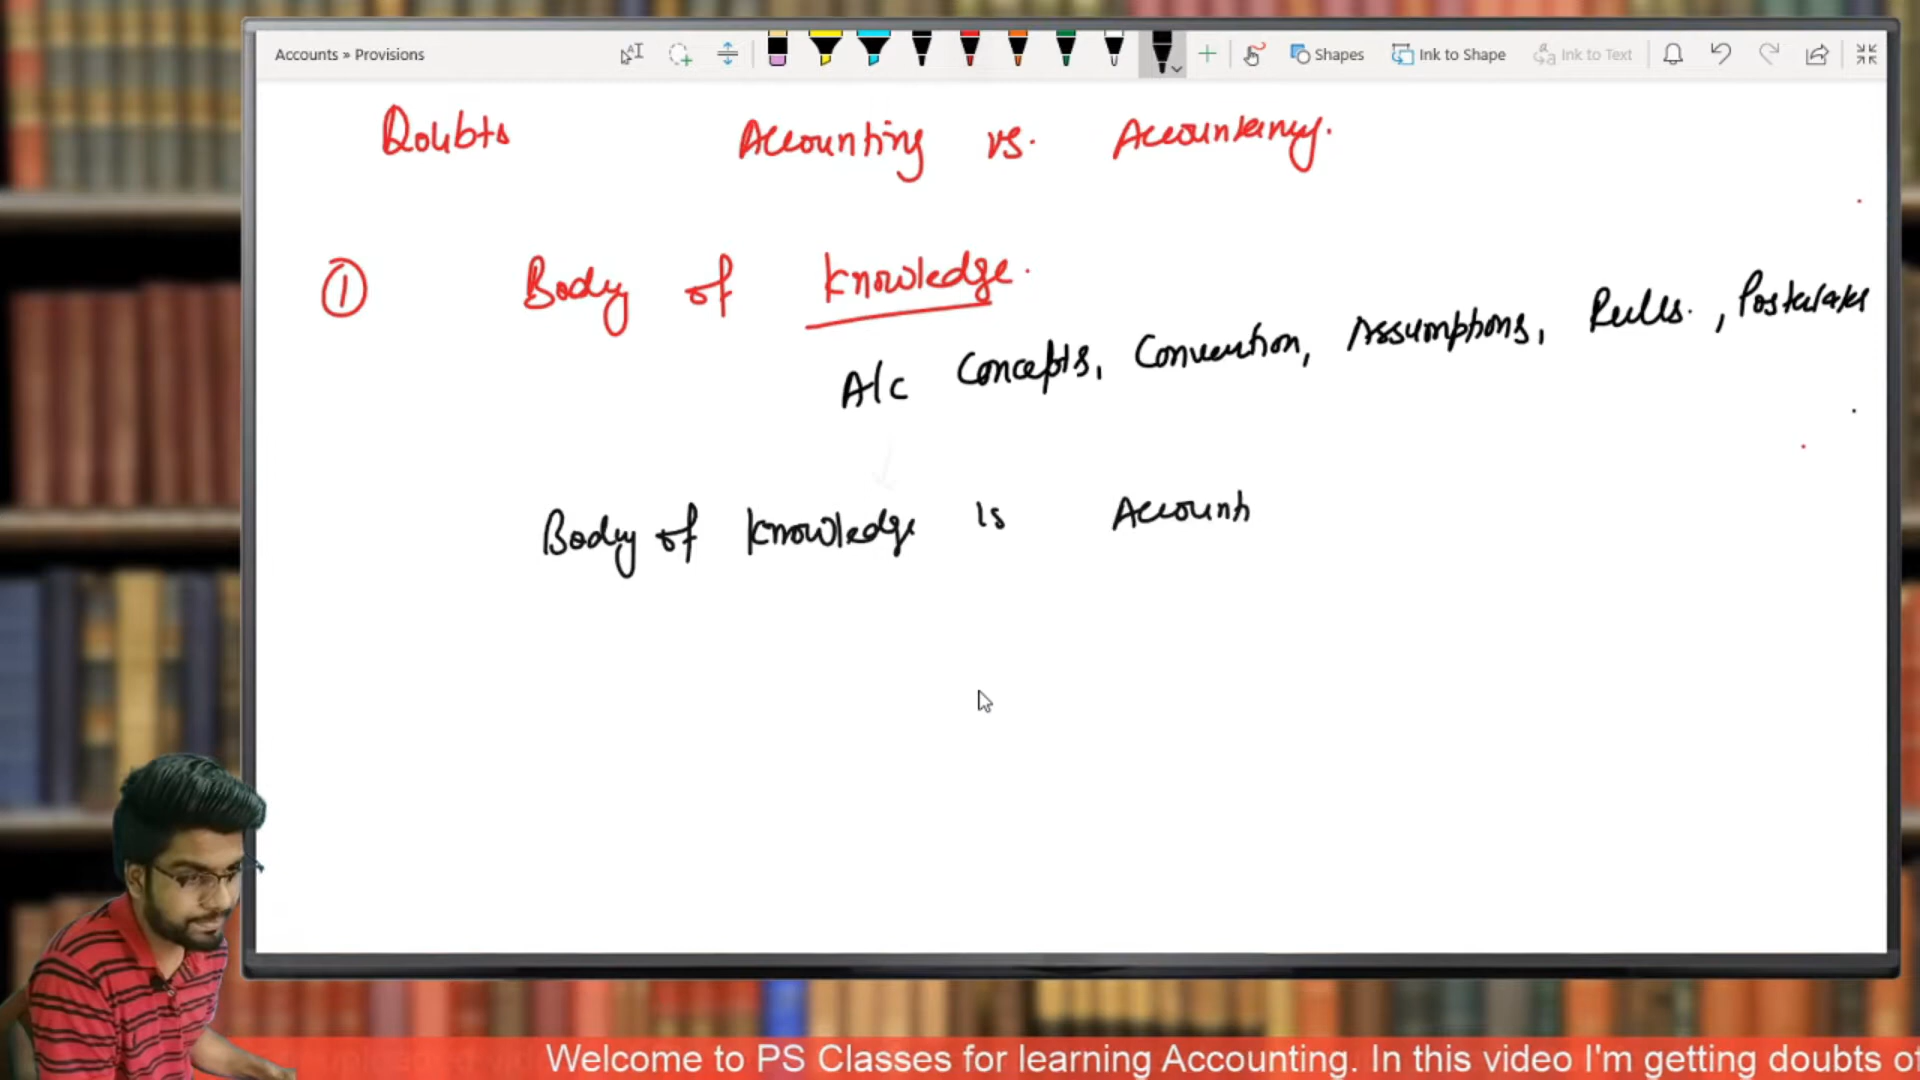 Accounts » Provisions
Shapes Ink to Shape Ink to Text
Doubts Accounting vs. Accountancy.
① Body of Knowledge.
A/c Concepts, Convention, Assumptions, Rules. , Postulates
Body of Knowledge is Account
Welcome to PS Classes for learning Accounting. In this video I'm getting doubts of